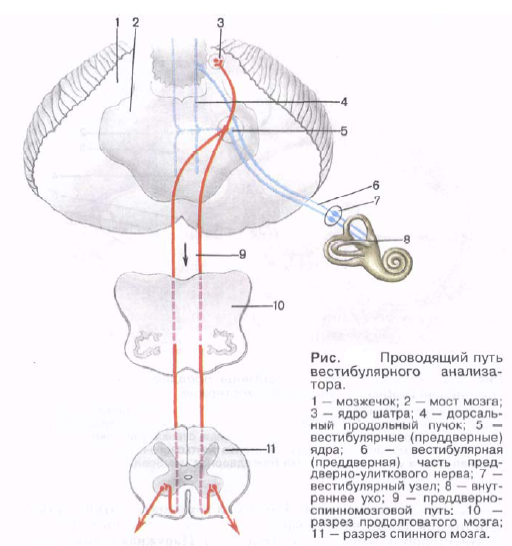 1
2
3
4
5
6
7
8
9
10
11
Рис. Проводящий путь
вестибулярного анализа-
тора.
1 — мозжечок; 2 — мост мозга;
3 — ядро шатра; 4 — дорсаль-
ный продольный пучок; 5 —
вестибулярные (преддверные)
ядра; 6 — вестибулярная
(преддверная) часть пред-
дверно-улиткового нерва; 7 —
вестибулярный узел; 8 — внут-
реннее ухо; 9 — преддверно-
спинномозговой путь: 10 —
разрез продолговатого мозга;
11 — разрез спинного мозга.